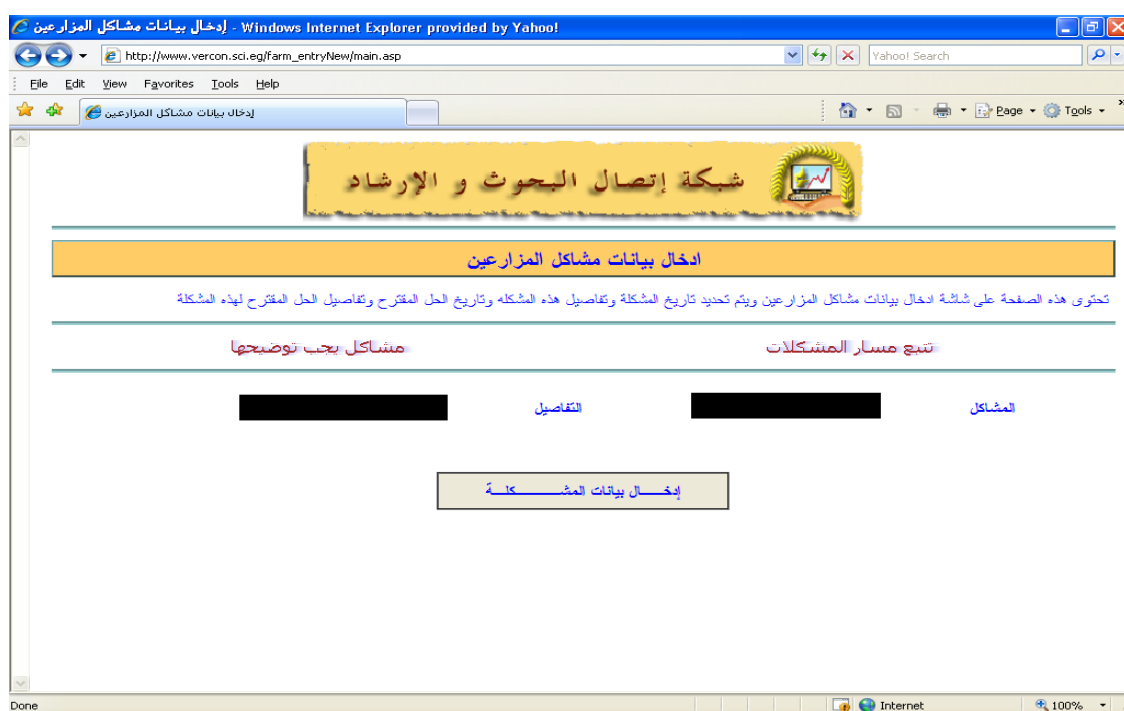 إدخال بيانات مشاكل المزارعين - Windows Internet Explorer provided by Yahoo!
http://www.vercon.sci.eg/farm_entryNew/main.asp
Yahoo! Search
File Edit View Favorites Tools Help
إدخال بيانات مشاكل المزارعين
Page Tools »
شبكة إتصال البحوث و الإرشاد
ادخال بيانات مشاكل المزارعين
تحتوى هذه الصفحة على شاشة ادخال بيانات مشاكل المزارعين ويتم تحديد تاريخ المشكلة وتفاصيل هذه المشكله وتاريخ الحل المقترح وتفاصيل الحل المقترح لهذه المشكلة
تتبع مسار المشكلات مشاكل يجب توضيحها
المشاكل التفاصيل
إدخــــال بيانات المشــــــــكلـــة
Done Internet 100%